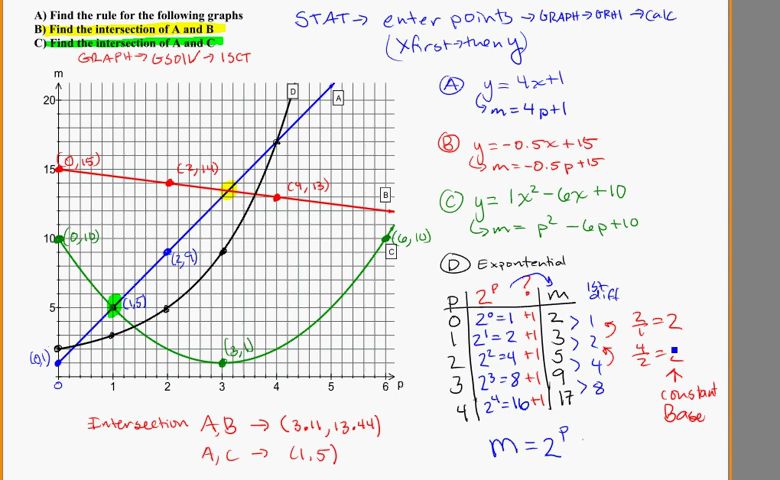 A) Find the rule for the following graphs
B) Find the intersection of A and B
C) Find the intersection of A and C
GRAPH → GSOLV → ISCT
STAT → enter points → GRAPH → GPH1 → Calc
(X first → then y)
A y = 4x+1
m = 4p+1
B y = -0.5x+15
m = -0.5p+15
C y = 1x² - 6x + 10
m = p² - 6p + 10
D Expontential
p 2^p ? m 1st diff
0 2⁰=1 +1 2 > 1
1 2¹=2 +1 3 > 2
2 2²=4 +1 5 > 4
3 2³=8 +1 9 > 8
4 2⁴=16 +1 17
2/1 = 2
4/2 = 2
constant
Base
m = 2^p
m
20
15
10
5
0 1 2 3 4 5 6 p
D
A
B
C
(0,15)
(2,14)
(4,13)
(0,10)
(6,10)
(2,9)
(1,5)
(3,1)
(0,1)
Intersection A,B → (3.11, 13.44)
A,C → (1,5)